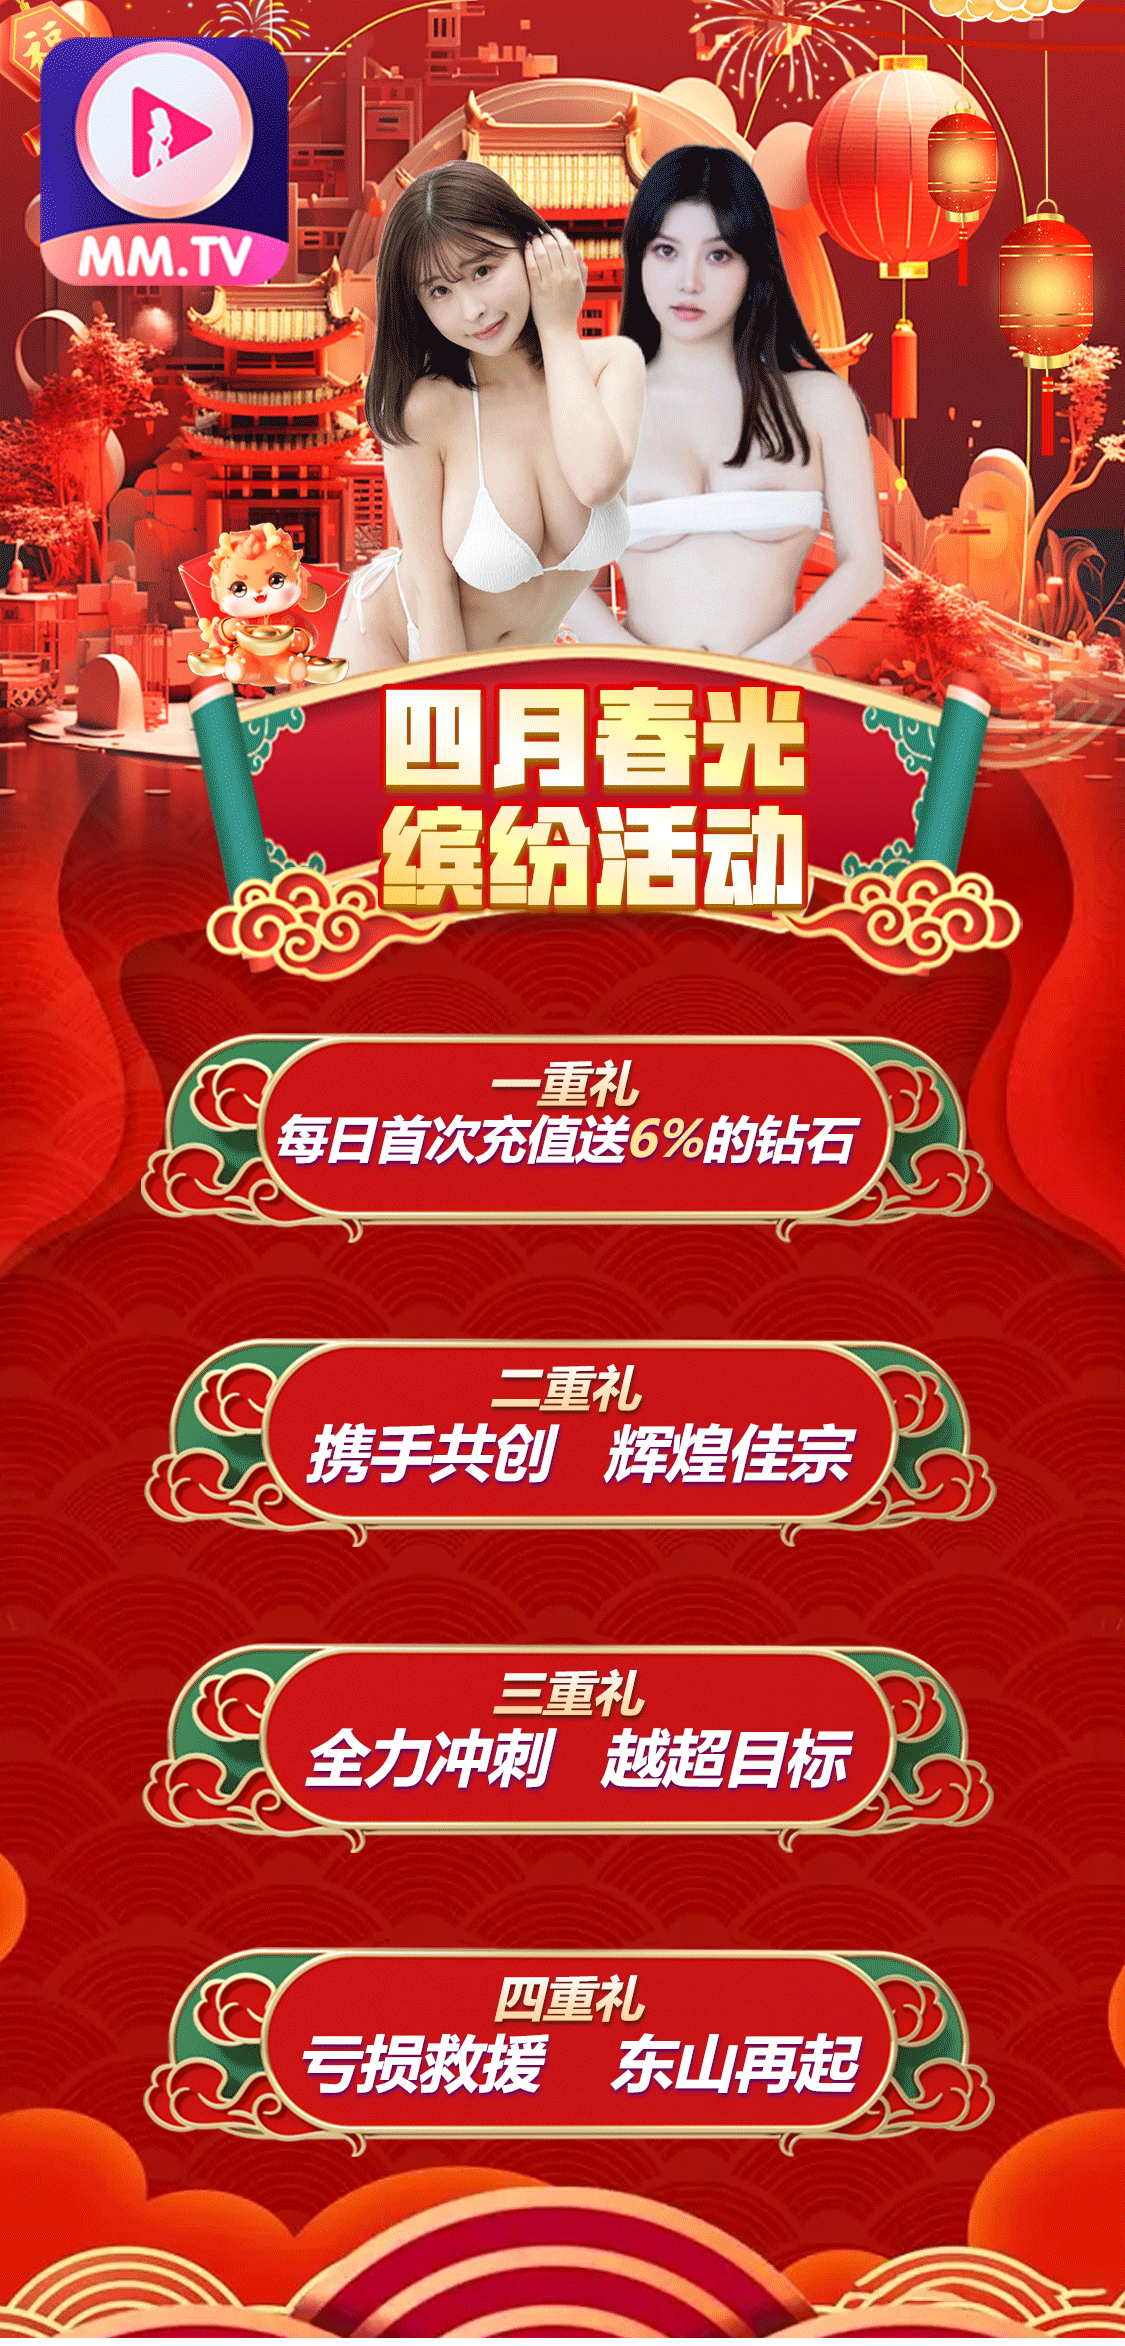 福
MM.TV
四月春光
缤纷活动
一重礼
每日首次充值送6%的钻石
二重礼
携手共创 辉煌佳宗
三重礼
全力冲刺 越超目标
四重礼
亏损救援 东山再起